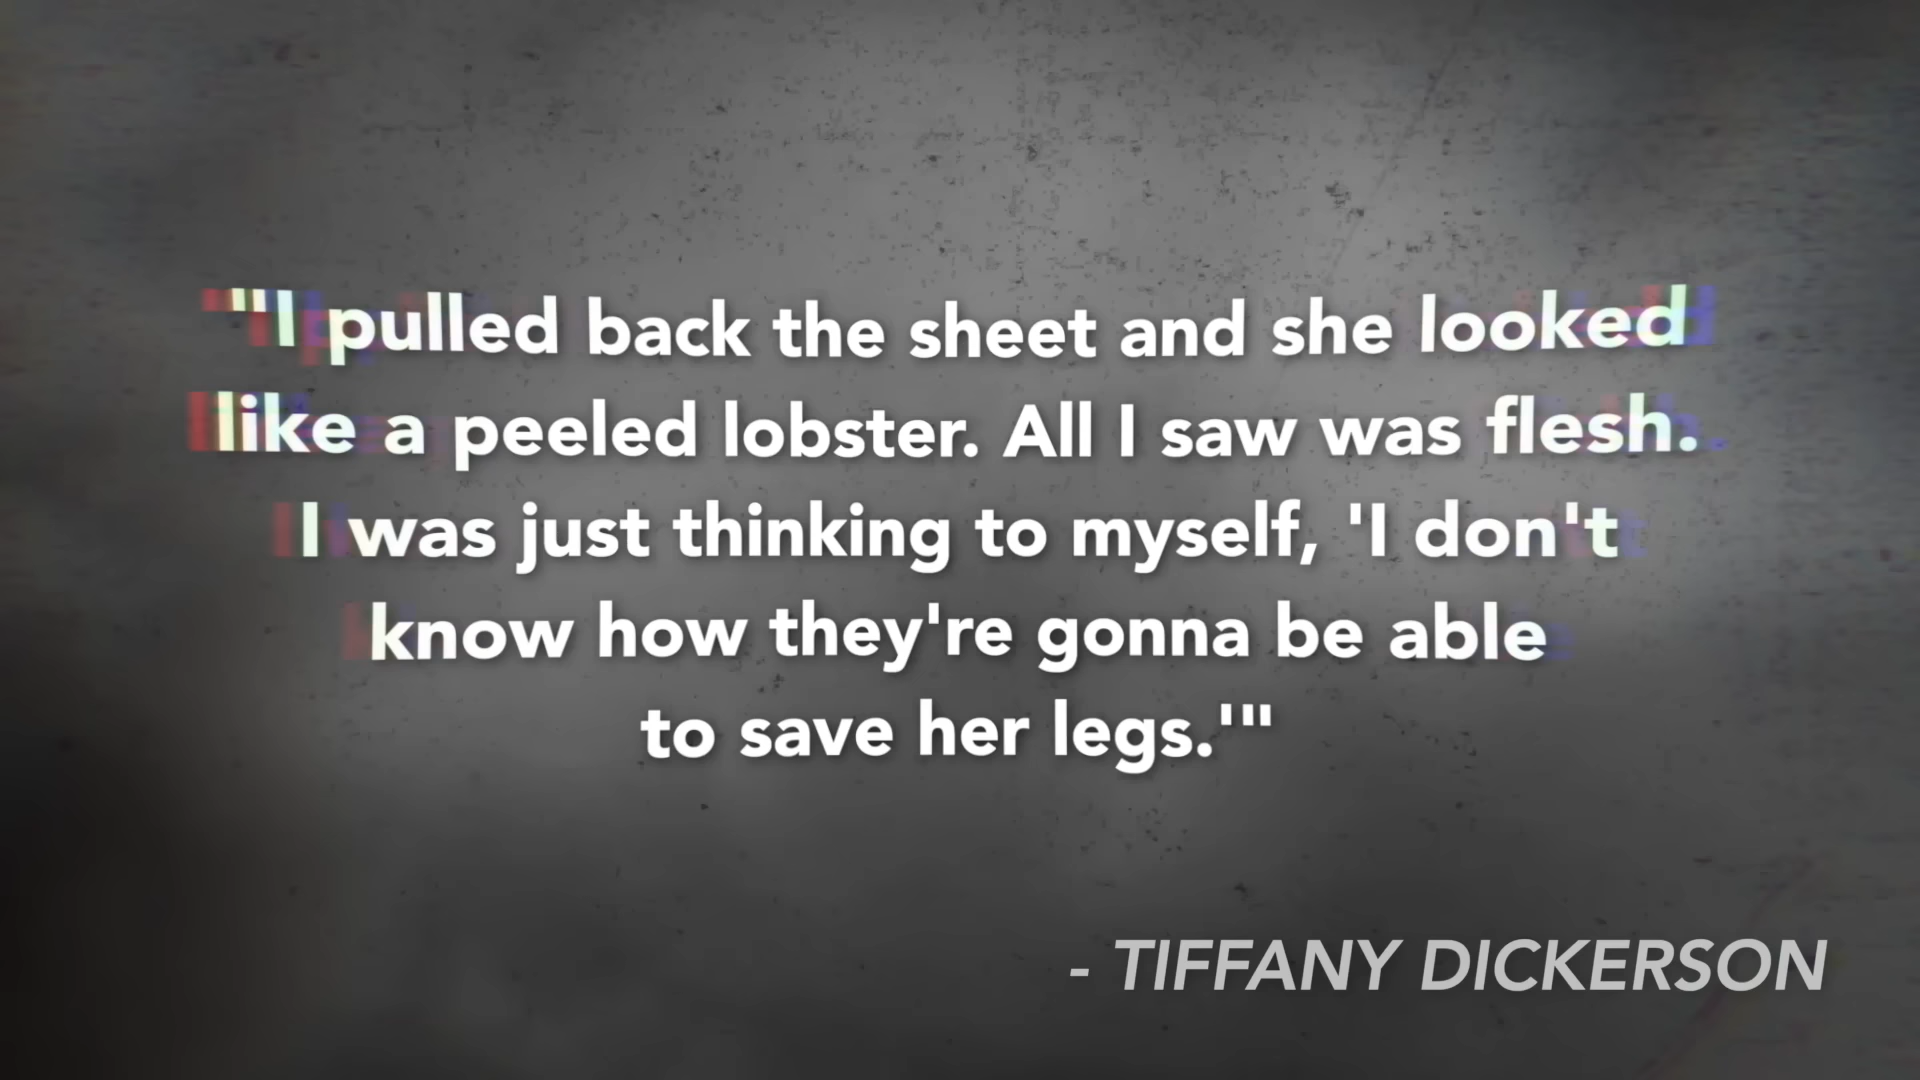 "I pulled back the sheet and she looked
like a peeled lobster. All I saw was flesh.
I was just thinking to myself, 'I don't
know how they're gonna be able
to save her legs.'"
- TIFFANY DICKERSON